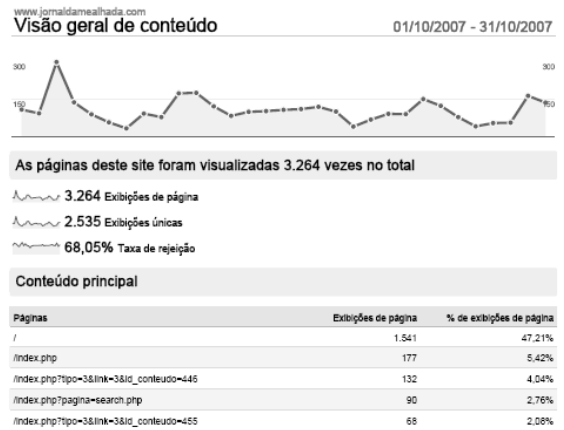 www.jornaldamealhada.com
Visão geral de conteúdo 01/10/2007 - 31/10/2007
300 300
150 150
As páginas deste site foram visualizadas 3.264 vezes no total
3.264 Exibições de página
2.535 Exibições únicas
68,05% Taxa de rejeição
Conteúdo principal
Páginas Exibições de página % de exibições de página
/ 1.541 47,21%
/index.php 177 5,42%
/index.php?tipo=3&link=3&id_conteudo=446 132 4,04%
/index.php?pagina=search.php 90 2,76%
/index.php?tipo=3&link=3&id_conteudo=455 68 2,08%